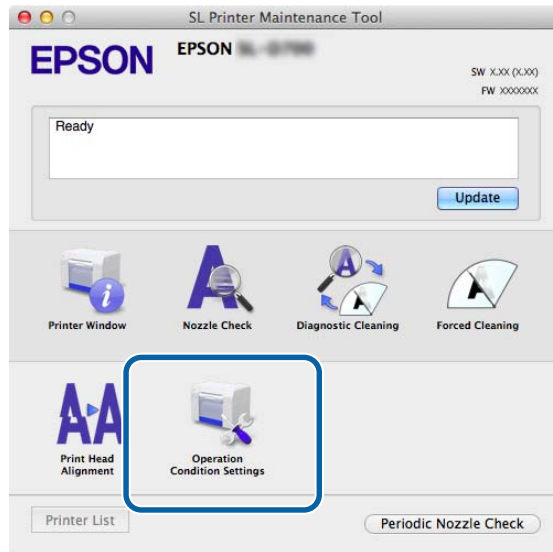 SL Printer Maintenance Tool
EPSON
EPSON
SW X.XX (X.XX)
FW XXXXXXX
Ready
Update
Printer Window
Nozzle Check
Diagnostic Cleaning
Forced Cleaning
Print Head
Alignment
Operation
Condition Settings
Printer List
Periodic Nozzle Check